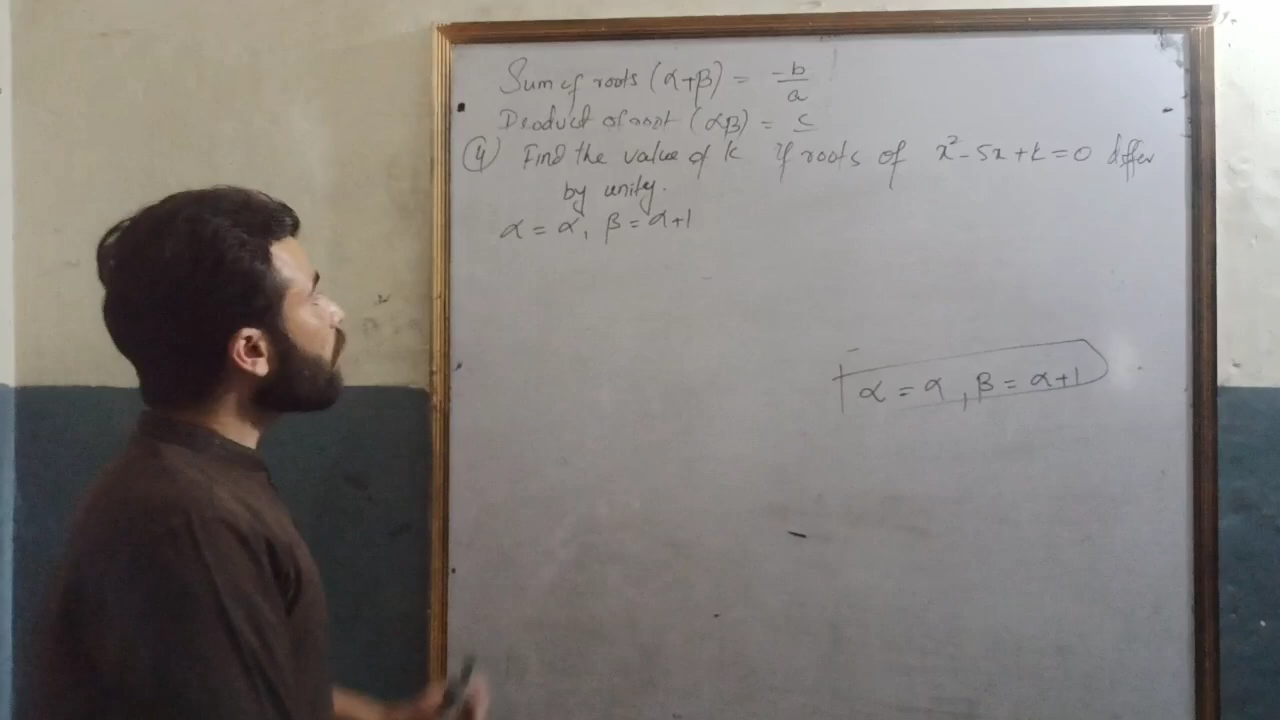 Sum of roots (α+β) = -b/a
Product of root (αβ) = c
④ Find the value of k if roots of x²-5x+k=0 differ
by unity.
α = α, β = α+1
α = α, β = α+1